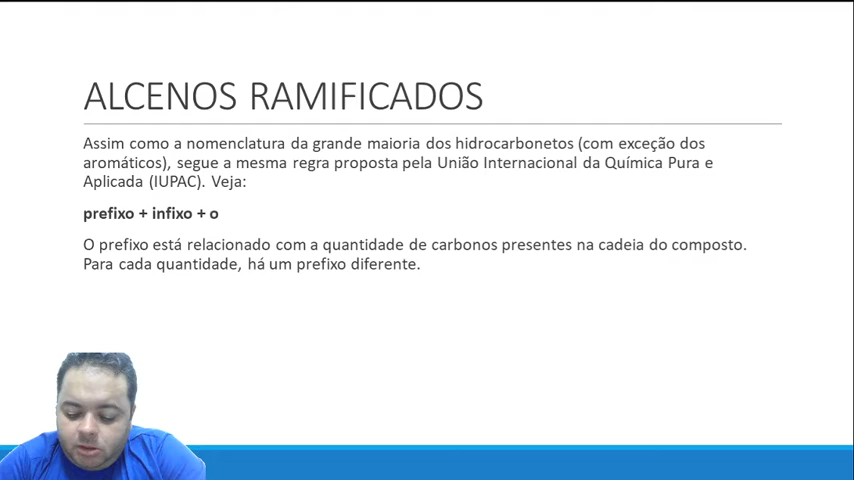 ALCENOS RAMIFICADOS
Assim como a nomenclatura da grande maioria dos hidrocarbonetos (com exceção dos
aromáticos), segue a mesma regra proposta pela União Internacional da Química Pura e
Aplicada (IUPAC). Veja:
prefixo + infixo + o
O prefixo está relacionado com a quantidade de carbonos presentes na cadeia do composto.
Para cada quantidade, há um prefixo diferente.